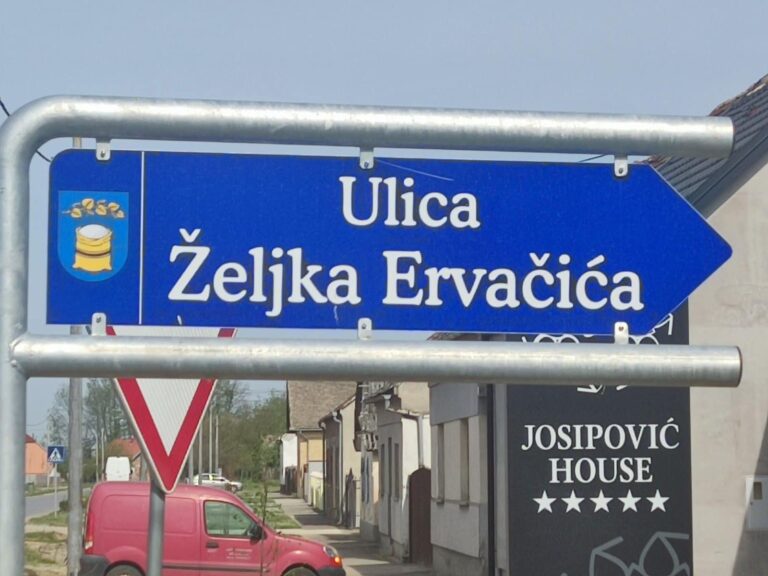 Ulica
Željka Ervačića
JOSIPOVIĆ
HOUSE
★★★★★